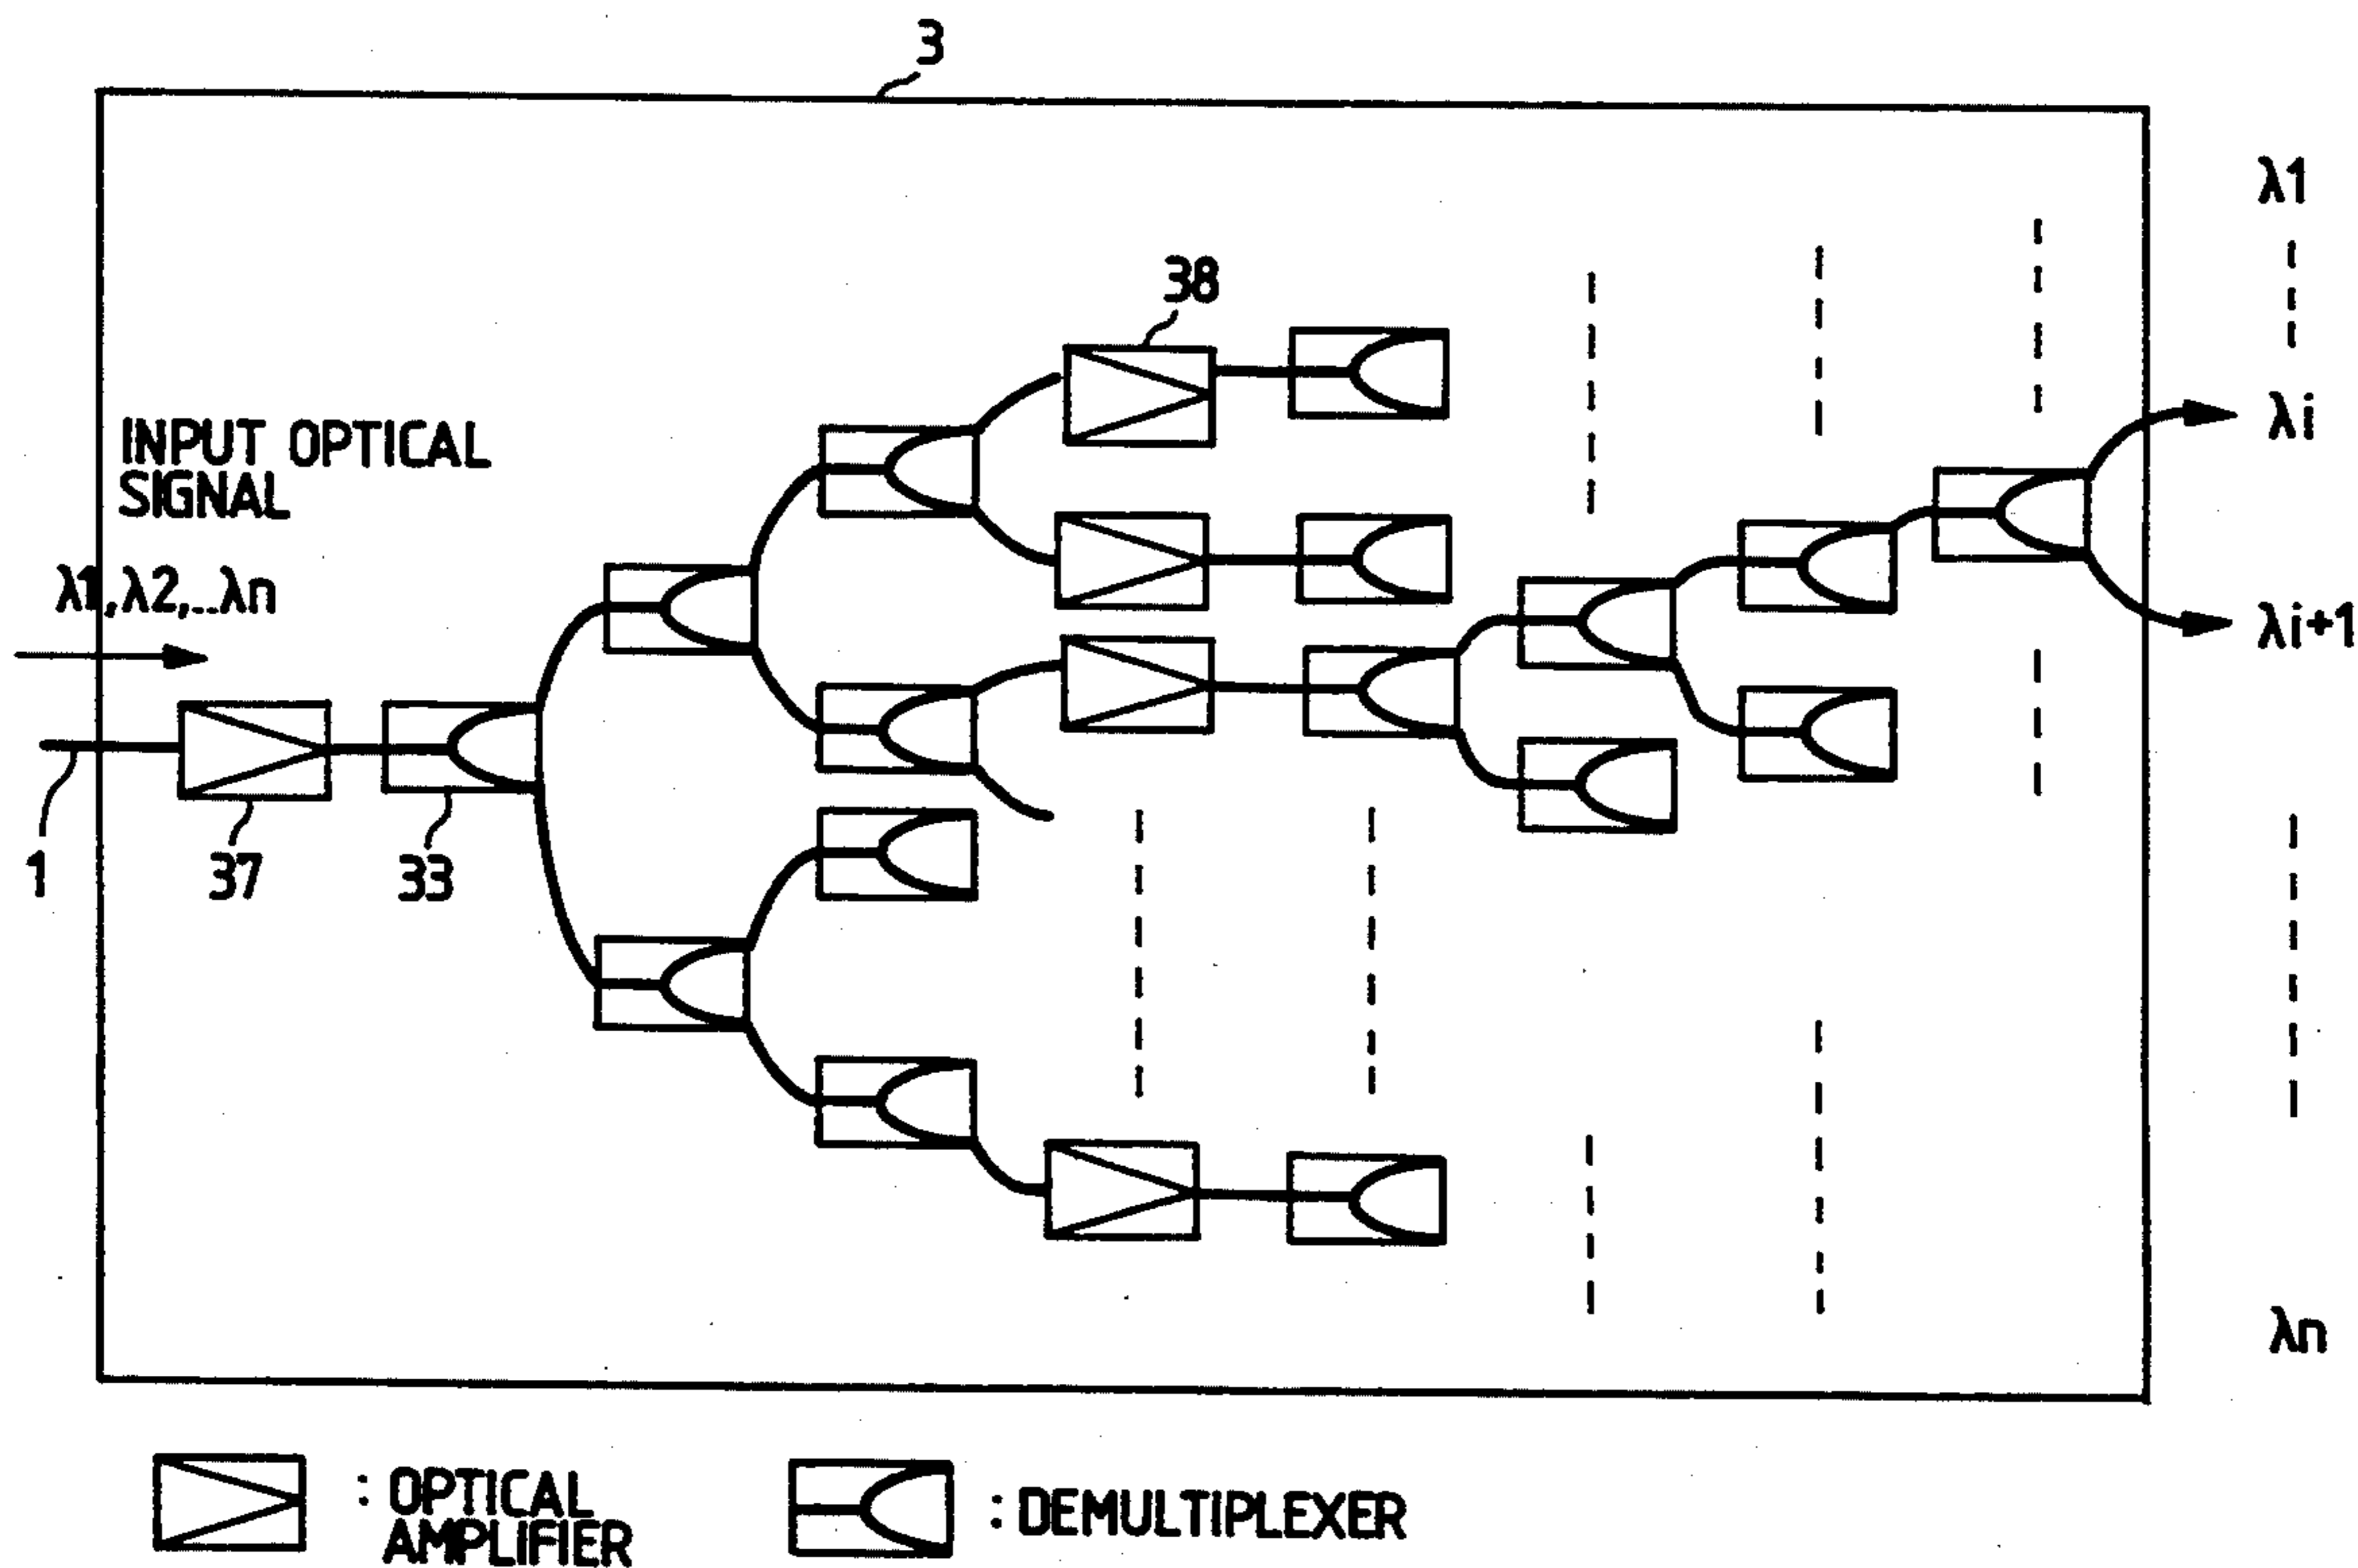 3
λ1
38
λi
INPUT OPTICAL
SIGNAL
λ1,λ2,...λn
λi+1
1
37
33
λn
: OPTICAL
AMPLIFIER
: DEMULTIPLEXER